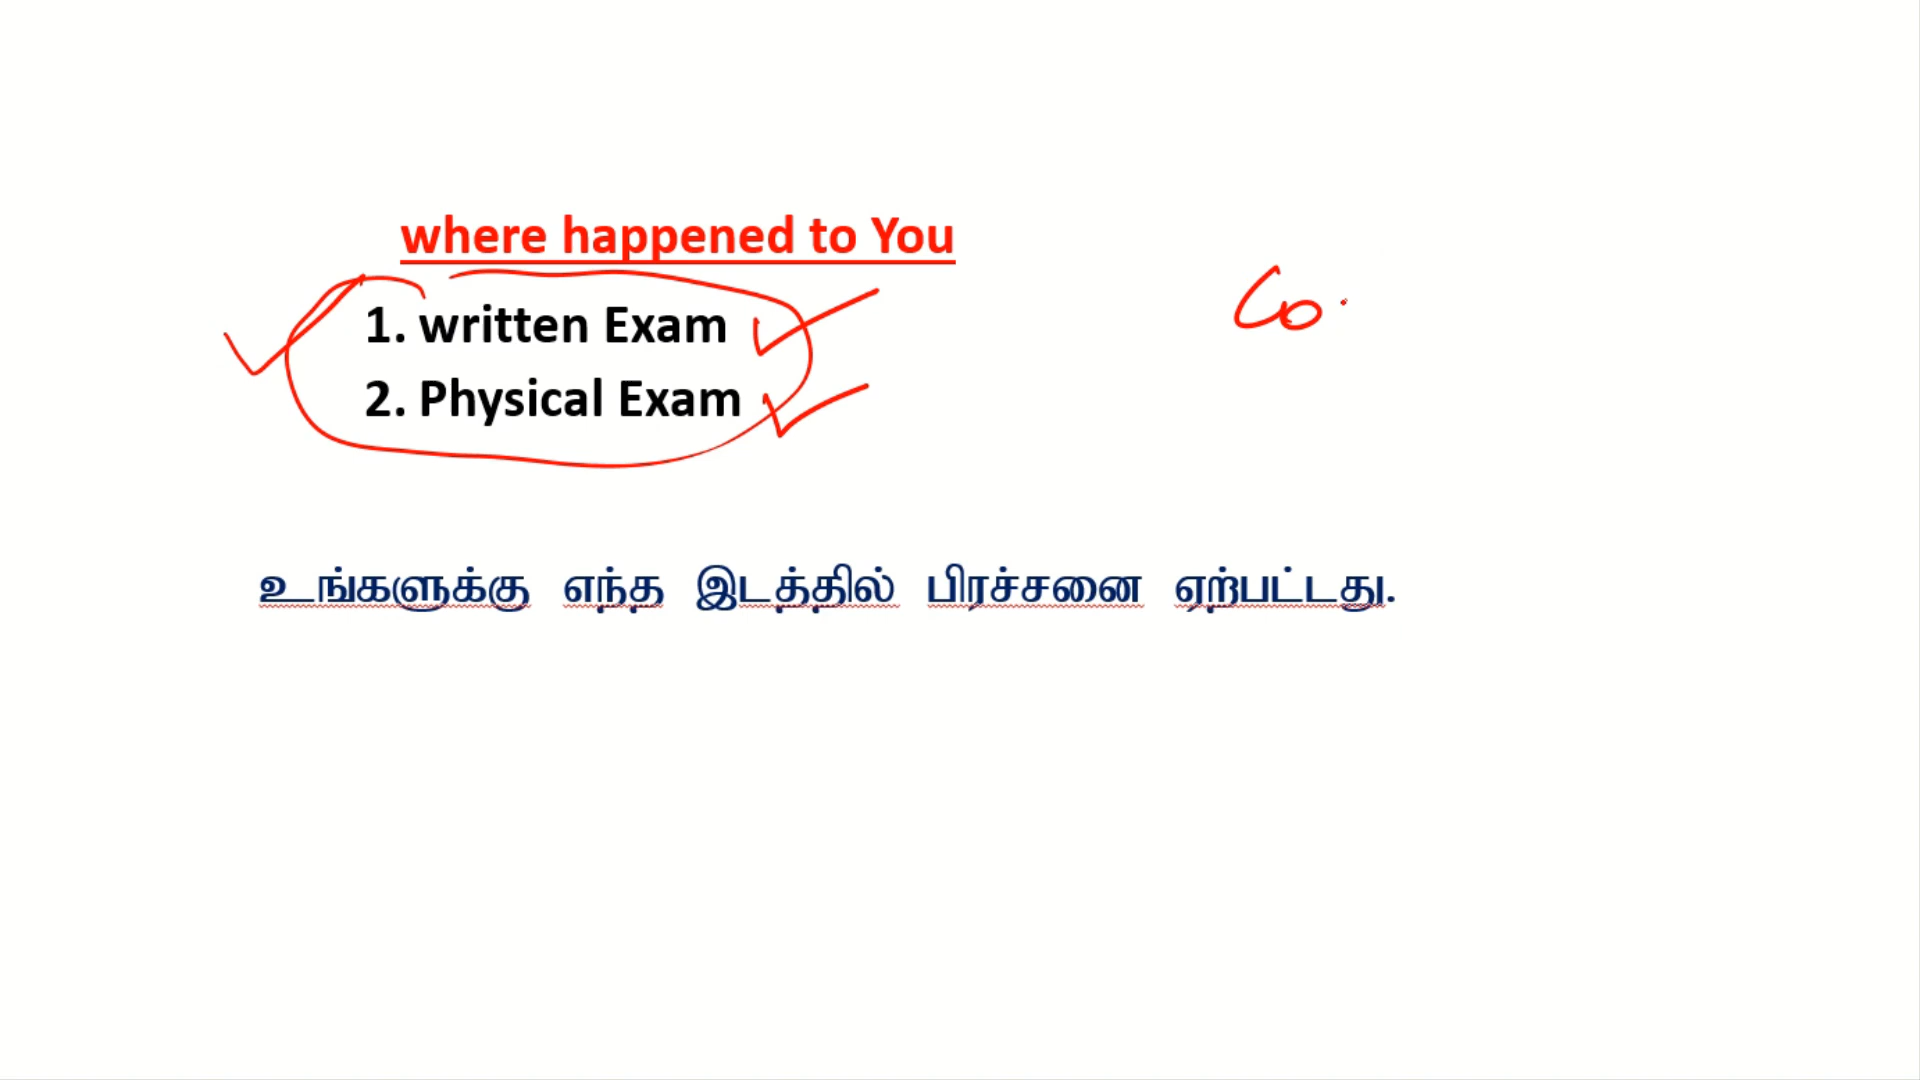 where happened to You
1. written Exam
Co
2. Physical Exam
உங்களுக்கு எந்த இடத்தில் பிரச்சனை ஏற்பட்டது.